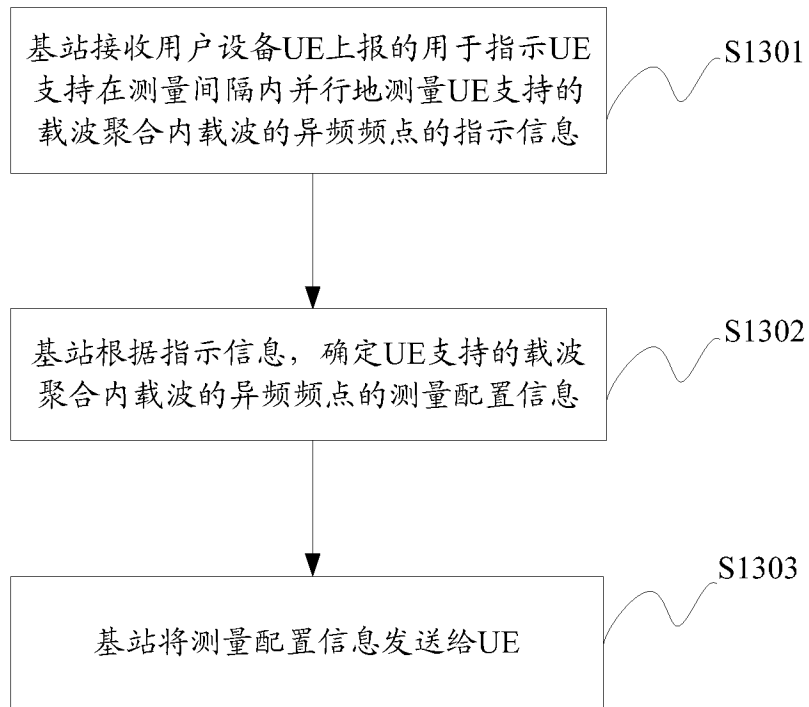 基站接收用户设备UE上报的用于指示UE
支持在测量间隔内并行地测量UE支持的
载波聚合内载波的异频频点的指示信息
S1301
基站根据指示信息，确定UE支持的载波
聚合内载波的异频频点的测量配置信息
S1302
基站将测量配置信息发送给UE
S1303